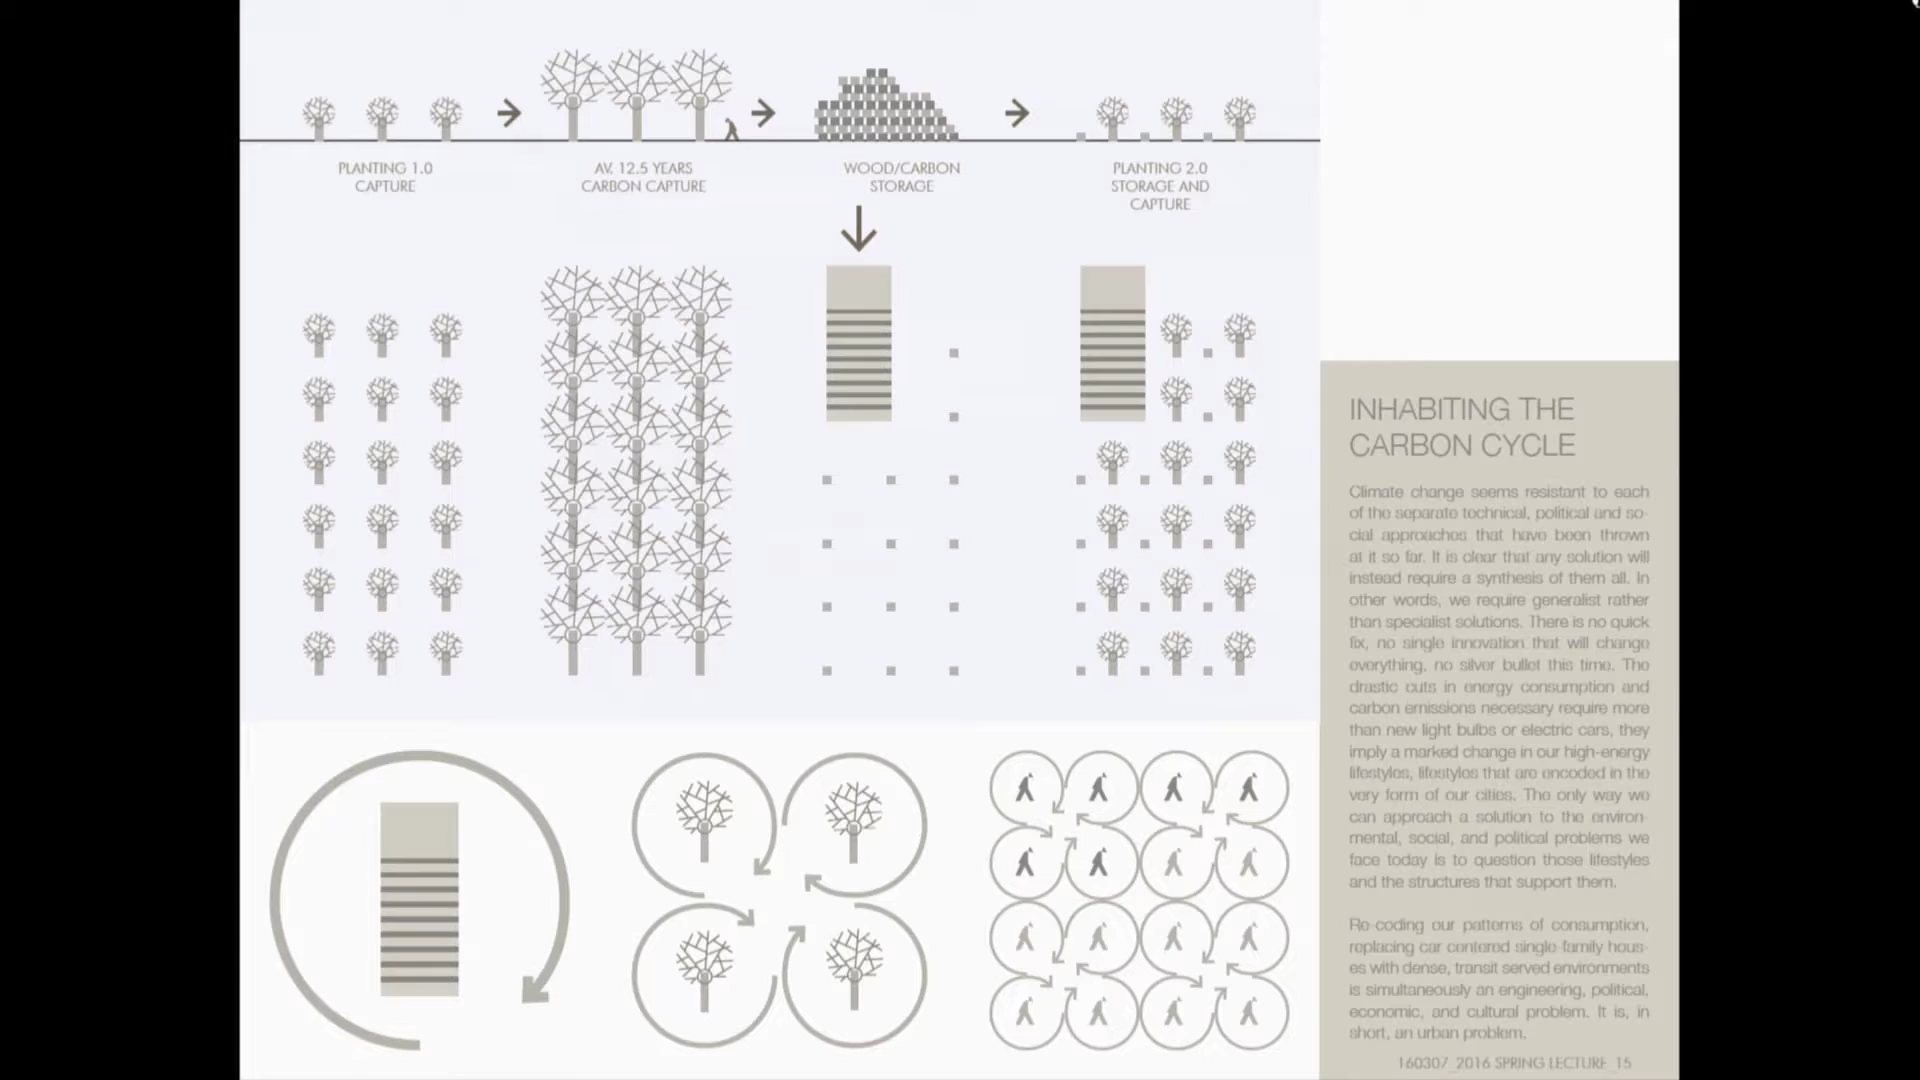 PLANTING 1.0
CAPTURE
AV. 12.5 YEARS
CARBON CAPTURE
WOOD/CARBON
STORAGE
PLANTING 2.0
STORAGE AND
CAPTURE
INHABITING THE
CARBON CYCLE
Climate change seems resistant to each
of the separate technical, political and so-
cial approaches that have been thrown
at it so far. It is clear that any solution will
instead require a synthesis of them all. In
other words, we require generalist rather
than specialist solutions. There is no quick
fix, no single innovation that will change
everything, no silver bullet this time. The
drastic cuts in energy consumption and
carbon emissions necessary require more
than new light bulbs or electric cars, they
imply a marked change in our high-energy
lifestyles, lifestyles that are encoded in the
very form of our cities. The only way we
can approach a solution to the environ-
mental, social, and political problems we
face today is to question those lifestyles
and the structures that support them.
Re-coding our patterns of consumption,
replacing car centered single-family hous-
es with dense, transit served environments
is simultaneously an engineering, political,
economic, and cultural problem. It is, in
short, an urban problem.
160307_2016 SPRING LECTURE_15